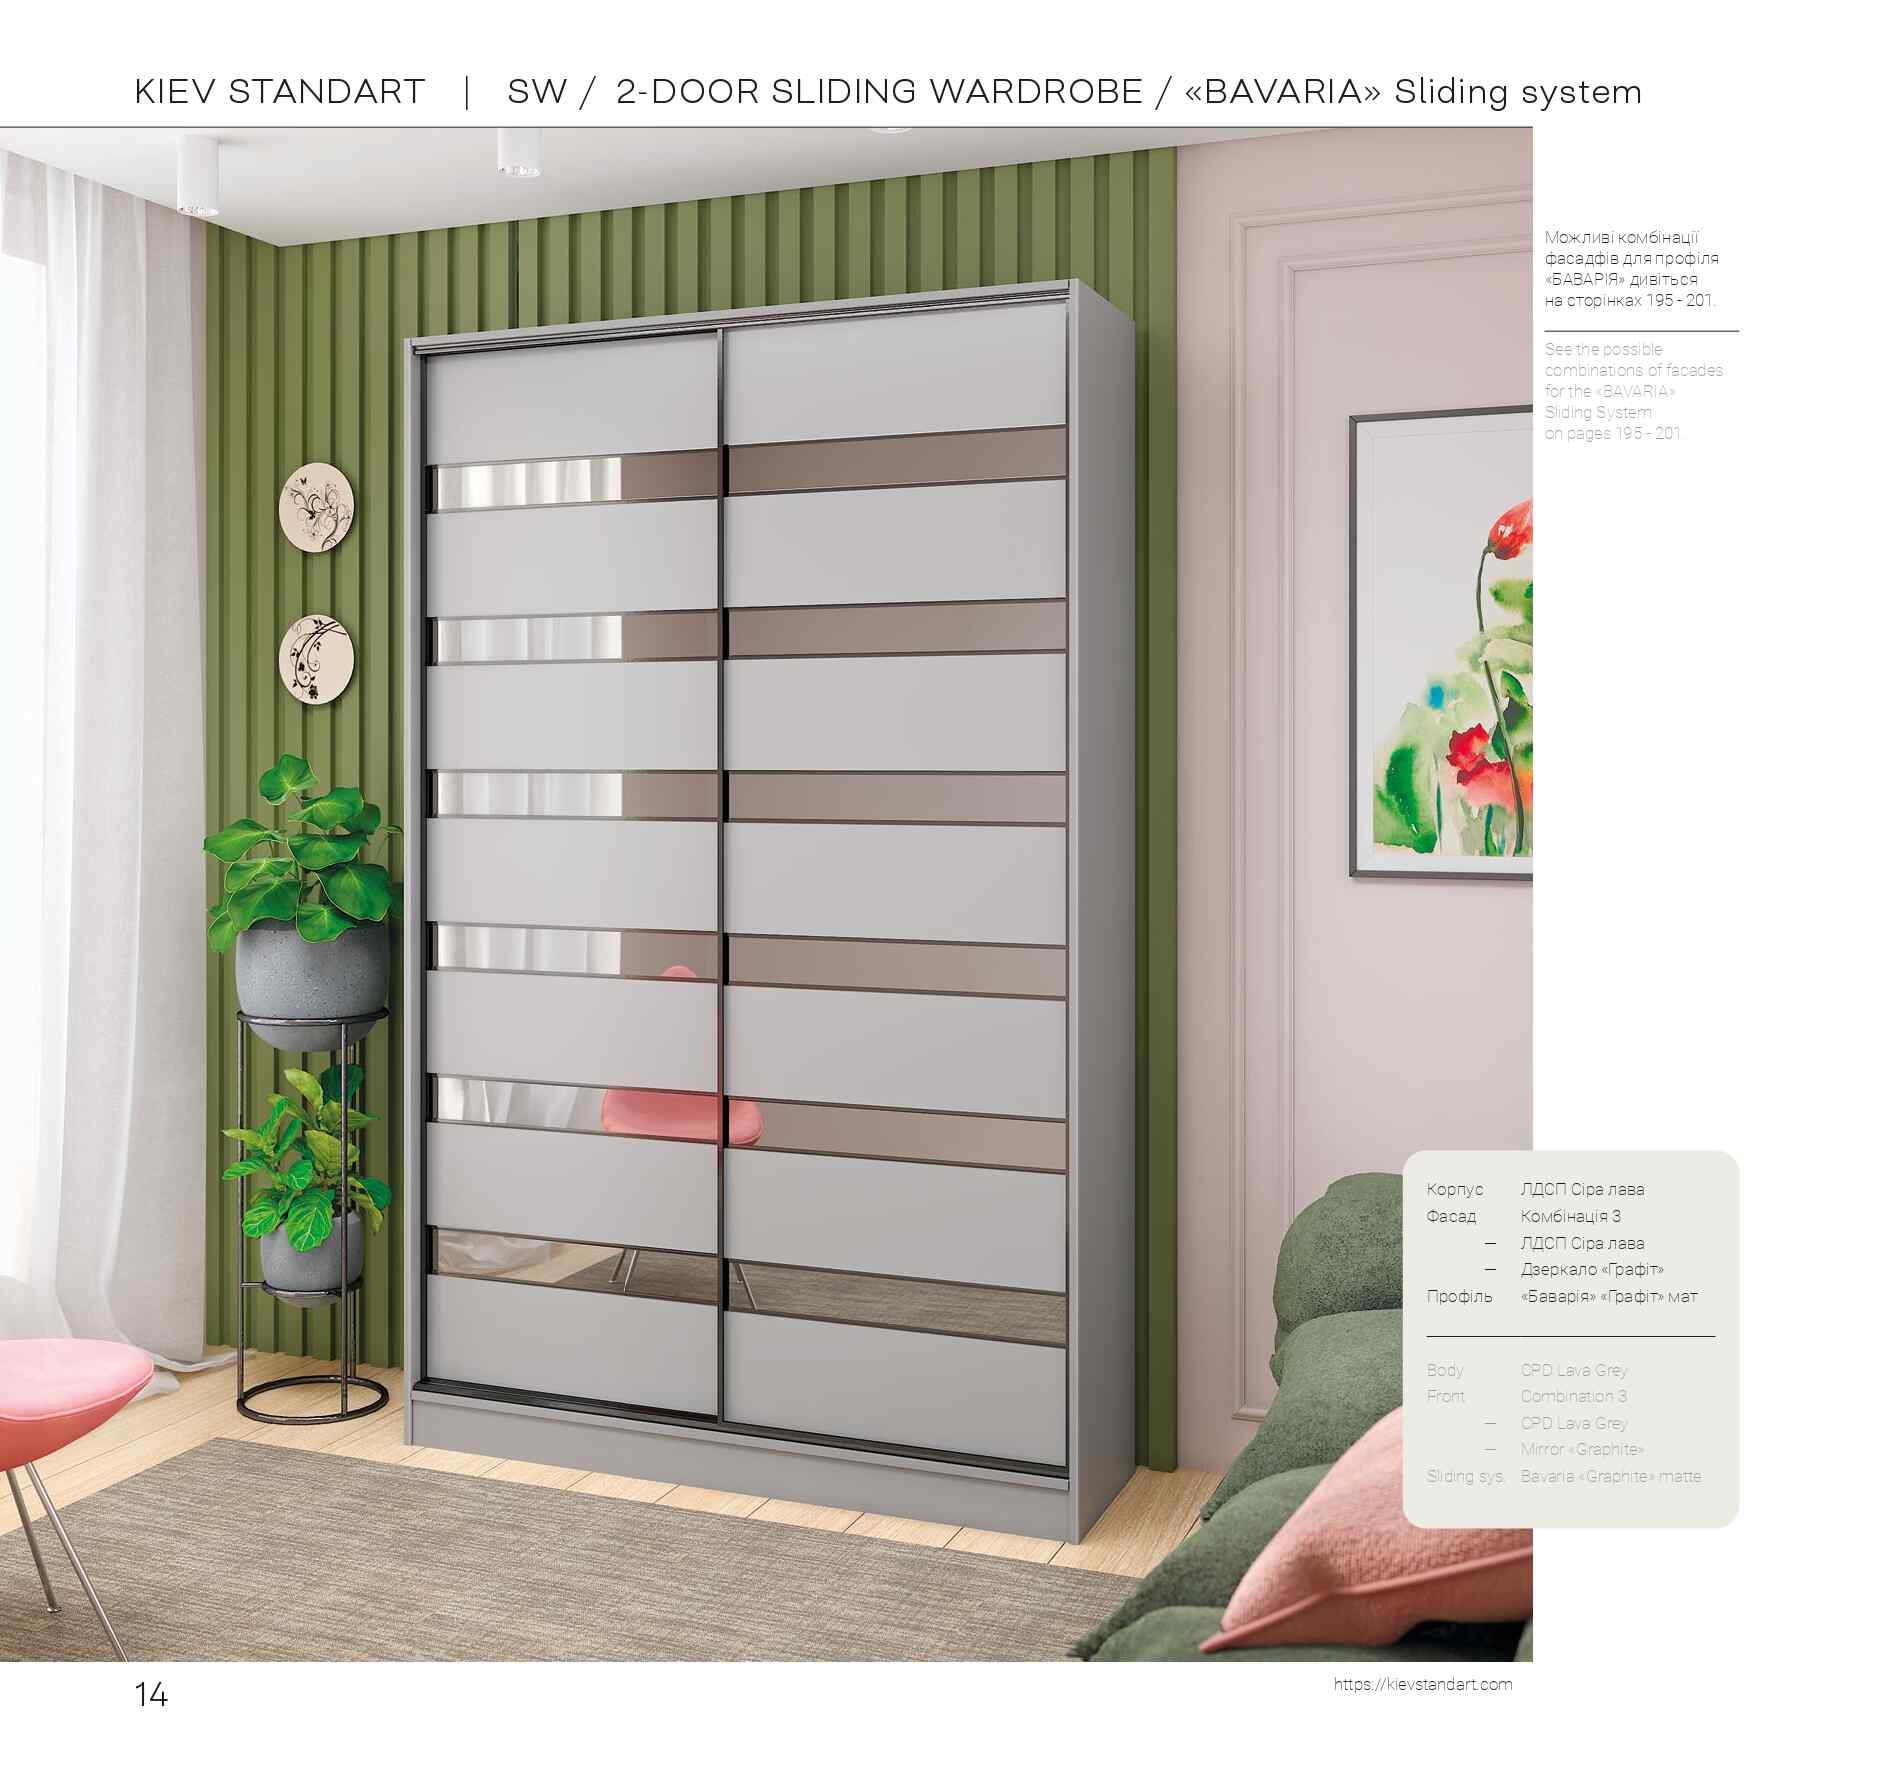 KIEV STANDART | SW / 2-DOOR SLIDING WARDROBE / «BAVARIA» Sliding system
Можливі комбінації
фасадфів для профіля
«БАВАРІЯ» дивіться
на сторінках 195 - 201.
See the possible
combinations of facades
for the «BAVARIA»
Sliding System
on pages 195 - 201.
Корпус ЛДСП Сіра лава
Фасад Комбінація 3
— ЛДСП Сіра лава
— Дзеркало «Графіт»
Профіль «Баварія» «Графіт» мат
Body CPD Lava Grey
Front Combination 3
— CPD Lava Grey
— Mirror «Graphite»
Sliding sys. Bavaria «Graphite» matte
14
https://kievstandart.com